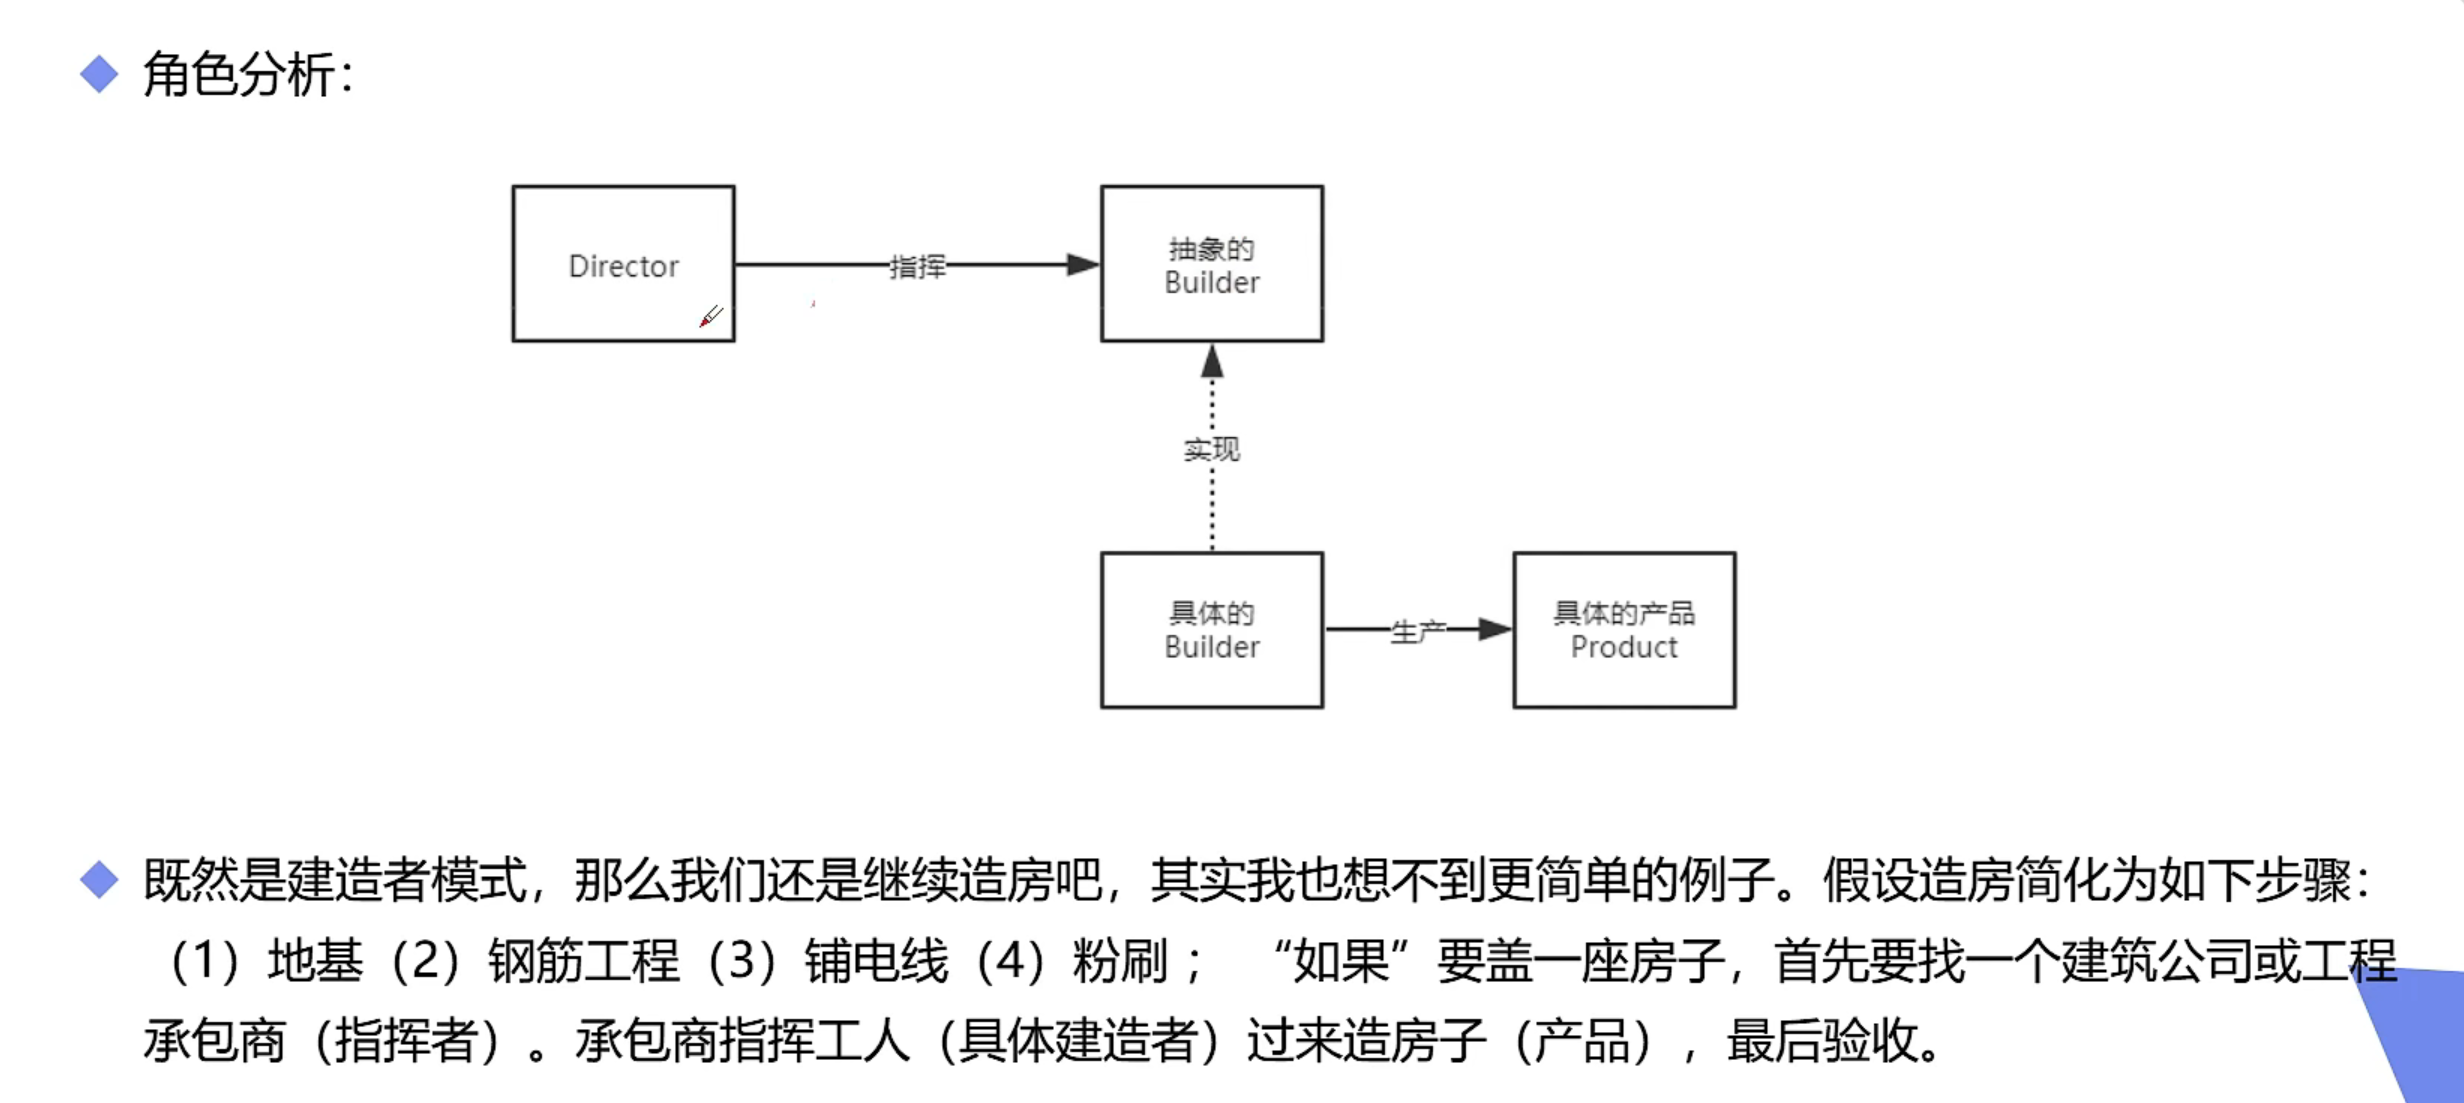 角色分析：
Director
指挥
抽象的
Builder
实现
具体的
Builder
生产
具体的产品
Product
既然是建造者模式，那么我们还是继续造房吧，其实我也想不到更简单的例子。假设造房简化为如下步骤：
（1）地基（2）钢筋工程（3）铺电线（4）粉刷； “如果”要盖一座房子，首先要找一个建筑公司或工程
承包商（指挥者）。承包商指挥工人（具体建造者）过来造房子（产品），最后验收。